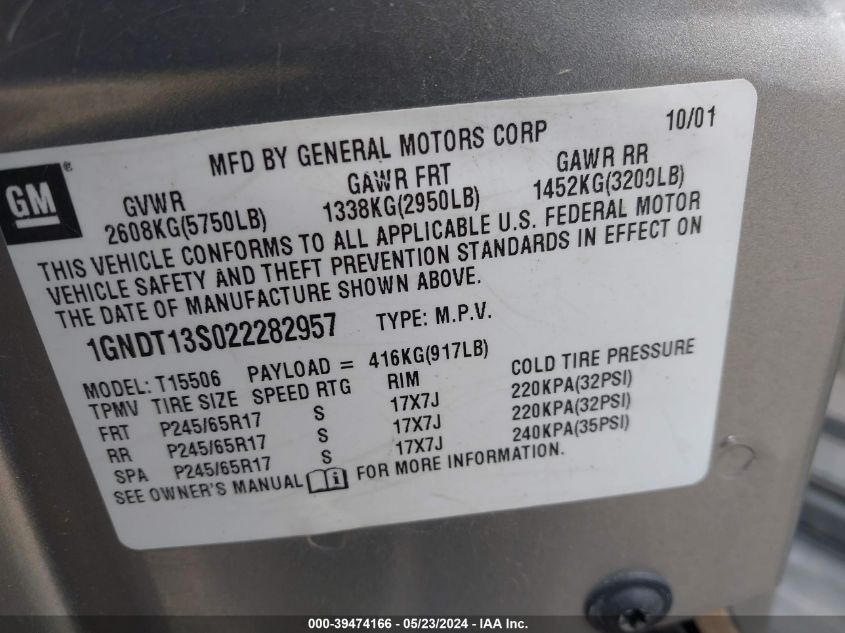 GM ®
MFD BY GENERAL MOTORS CORP 10/01
GVWR GAWR FRT GAWR RR
2608KG(5750LB) 1338KG(2950LB) 1452KG(3200LB)
THIS VEHICLE CONFORMS TO ALL APPLICABLE U.S. FEDERAL MOTOR
VEHICLE SAFETY AND THEFT PREVENTION STANDARDS IN EFFECT ON
THE DATE OF MANUFACTURE SHOWN ABOVE.
1GNDT13S022282957 TYPE: M.P.V.
MODEL: T15506 PAYLOAD = 416KG(917LB)
TPMV TIRE SIZE SPEED RTG RIM COLD TIRE PRESSURE
FRT P245/65R17 S 17X7J 220KPA(32PSI)
RR P245/65R17 S 17X7J 220KPA(32PSI)
SPA P245/65R17 S 17X7J 240KPA(35PSI)
SEE OWNER'S MANUAL FOR MORE INFORMATION.
000-39474166 - 05/23/2024 - IAA Inc.